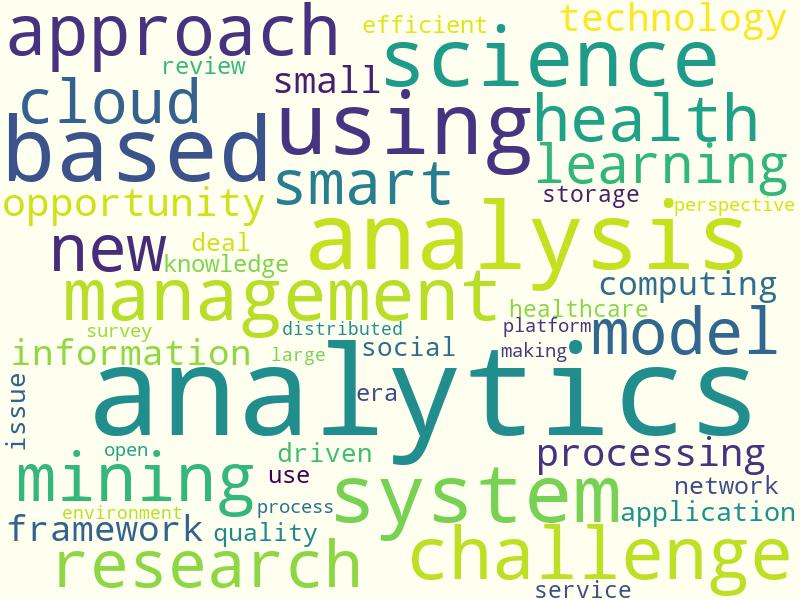 approach
efficient
technology
review
science
small
cloud
using
health
based
learning
smart
opportunity
storage
perspective
analysis
new
deal
knowledge
management
computing
healthcare
survey
distributed
platform
model
information
large
social
making
analytics
issue
era
open
driven
processing
mining
use
system
network
environment
process
application
framework
quality
research
challenge
service